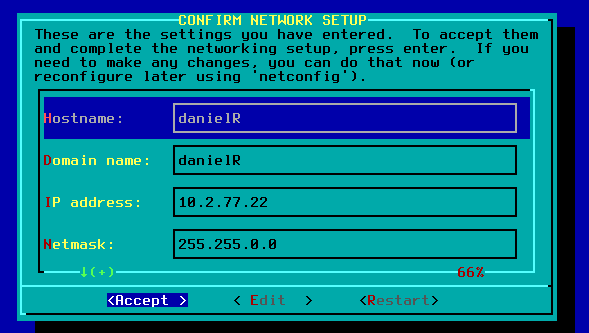 CONFIRM NETWORK SETUP
These are the settings you have entered.  To accept them
and complete the networking setup, press enter.  If you
need to make any changes, you can do that now (or
reconfigure later using 'netconfig').
Hostname: danielR
Domain name: danielR
IP address: 10.2.77.22
Netmask: 255.255.0.0
↓(+) 66%
<Accept > < Edit  > <Restart>